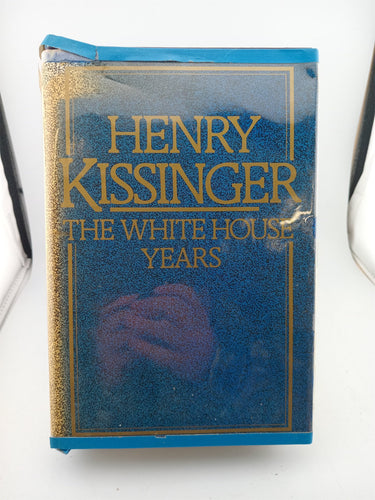 HENRY
KISSINGER
THE WHITE HOUSE
YEARS